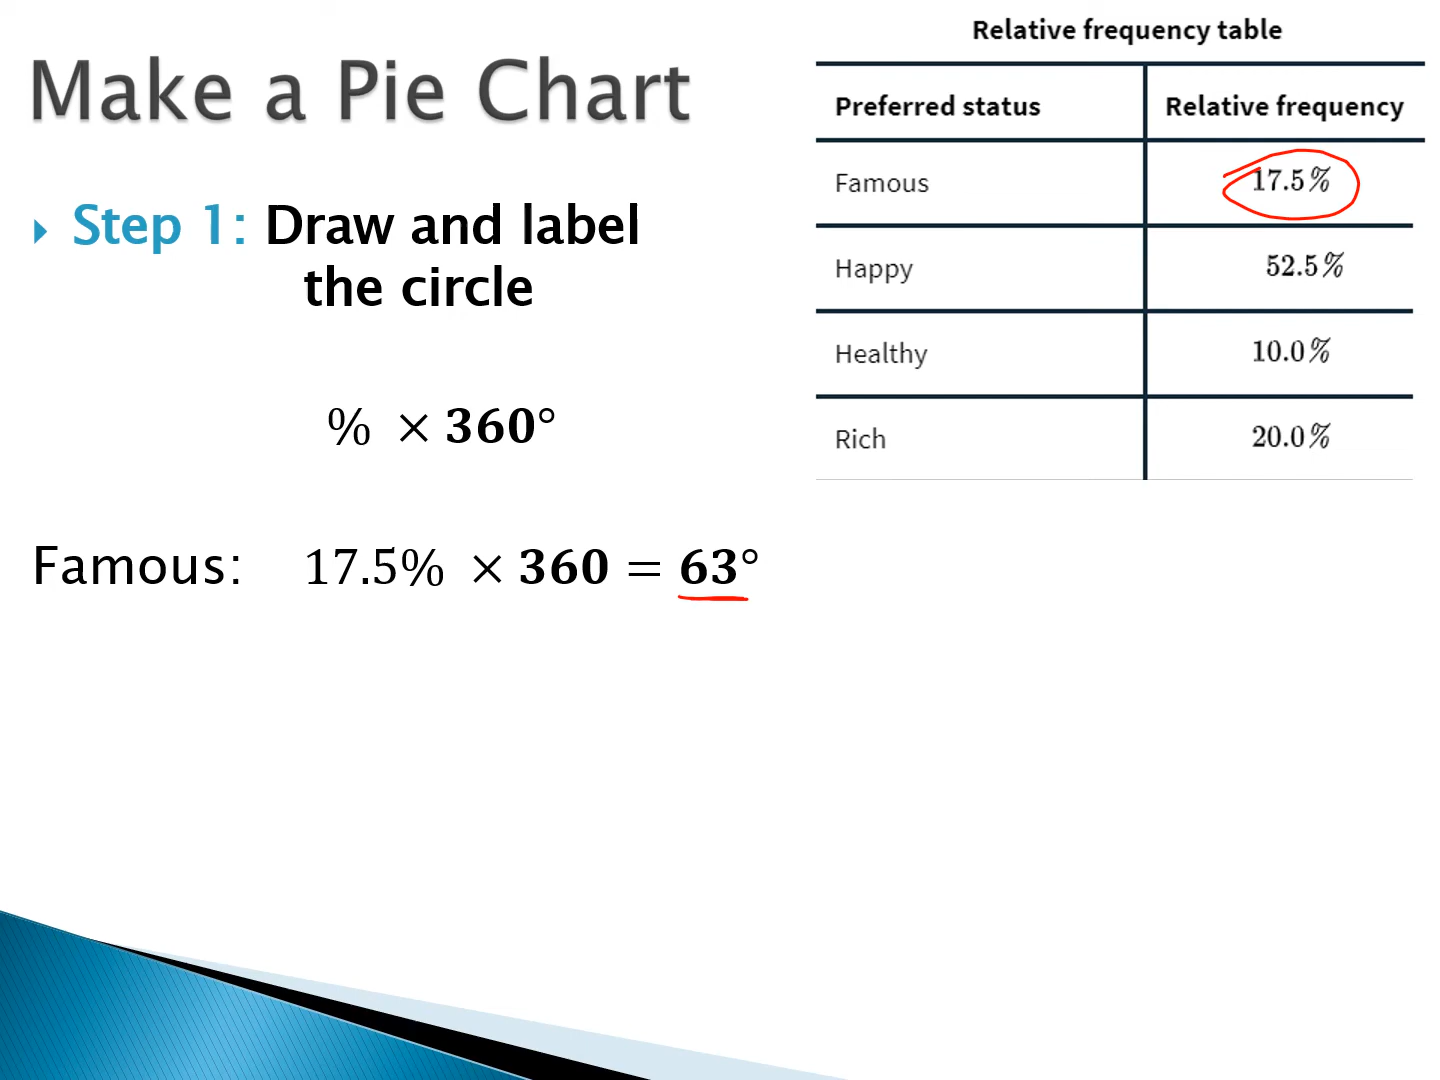 Make a Pie Chart
Step 1: Draw and label
the circle
% × 360°
Famous: 17.5% × 360 = 63°
Relative frequency table
Preferred status Relative frequency
Famous 17.5%
Happy 52.5%
Healthy 10.0%
Rich 20.0%